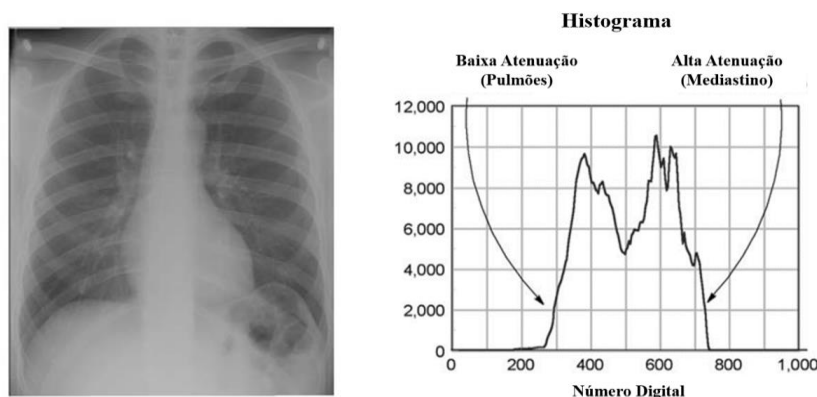 Histograma
Baixa Atenuação
(Pulmões)
Alta Atenuação
(Mediastino)
12,000
10,000
8,000
6,000
4,000
2,000
0
0 200 400 600 800 1,000
Número Digital